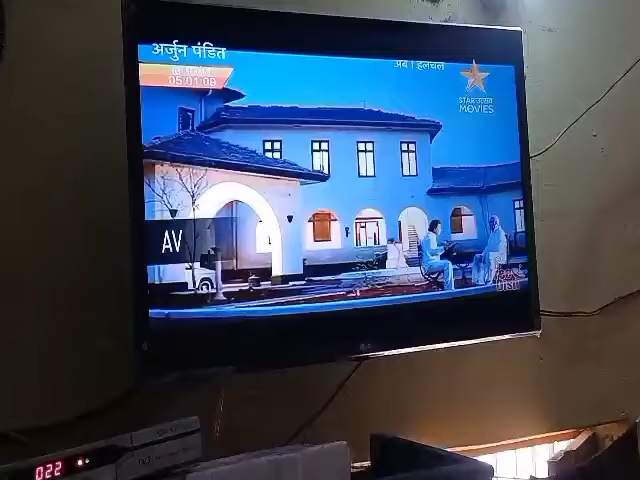 अर्जुन पंडित
05:01:09
अब | हलचल
STAR उत्सव
MOVIES
AV
022